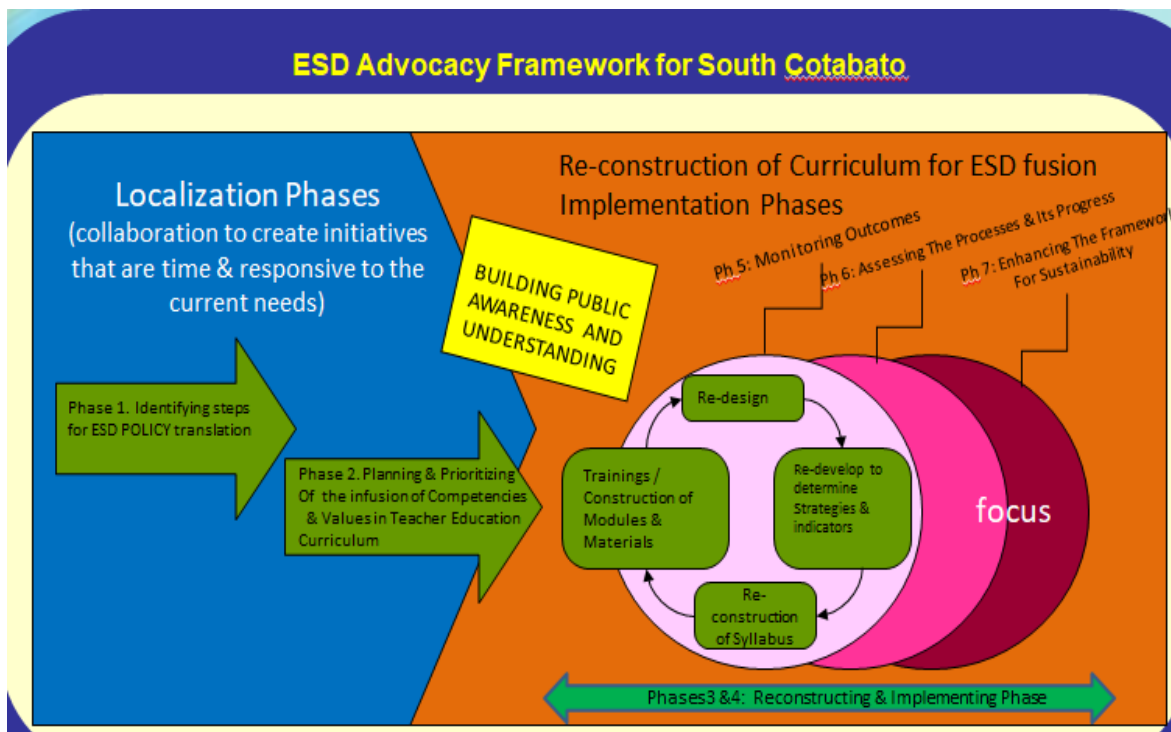 ESD Advocacy Framework for South Cotabato
Localization Phases
(collaboration to create initiatives
that are time & responsive to the
current needs)
Phase 1. Identifying steps
for ESD POLICY translation
Phase 2. Planning & Prioritizing
Of the infusion of Competencies
& Values in Teacher Education
Curriculum
BUILDING PUBLIC
AWARENESS AND
UNDERSTANDING
Re-construction of Curriculum for ESD fusion
Implementation Phases
Ph 5: Monitoring Outcomes
Ph 6: Assessing The Processes & Its Progress
Ph 7: Enhancing The Framework
For Sustainability
Re-design
Re-develop to
determine
Strategies &
indicators
Re-
construction
of Syllabus
Trainings /
Construction of
Modules &
Materials
focus
Phases3 &4: Reconstructing & Implementing Phase